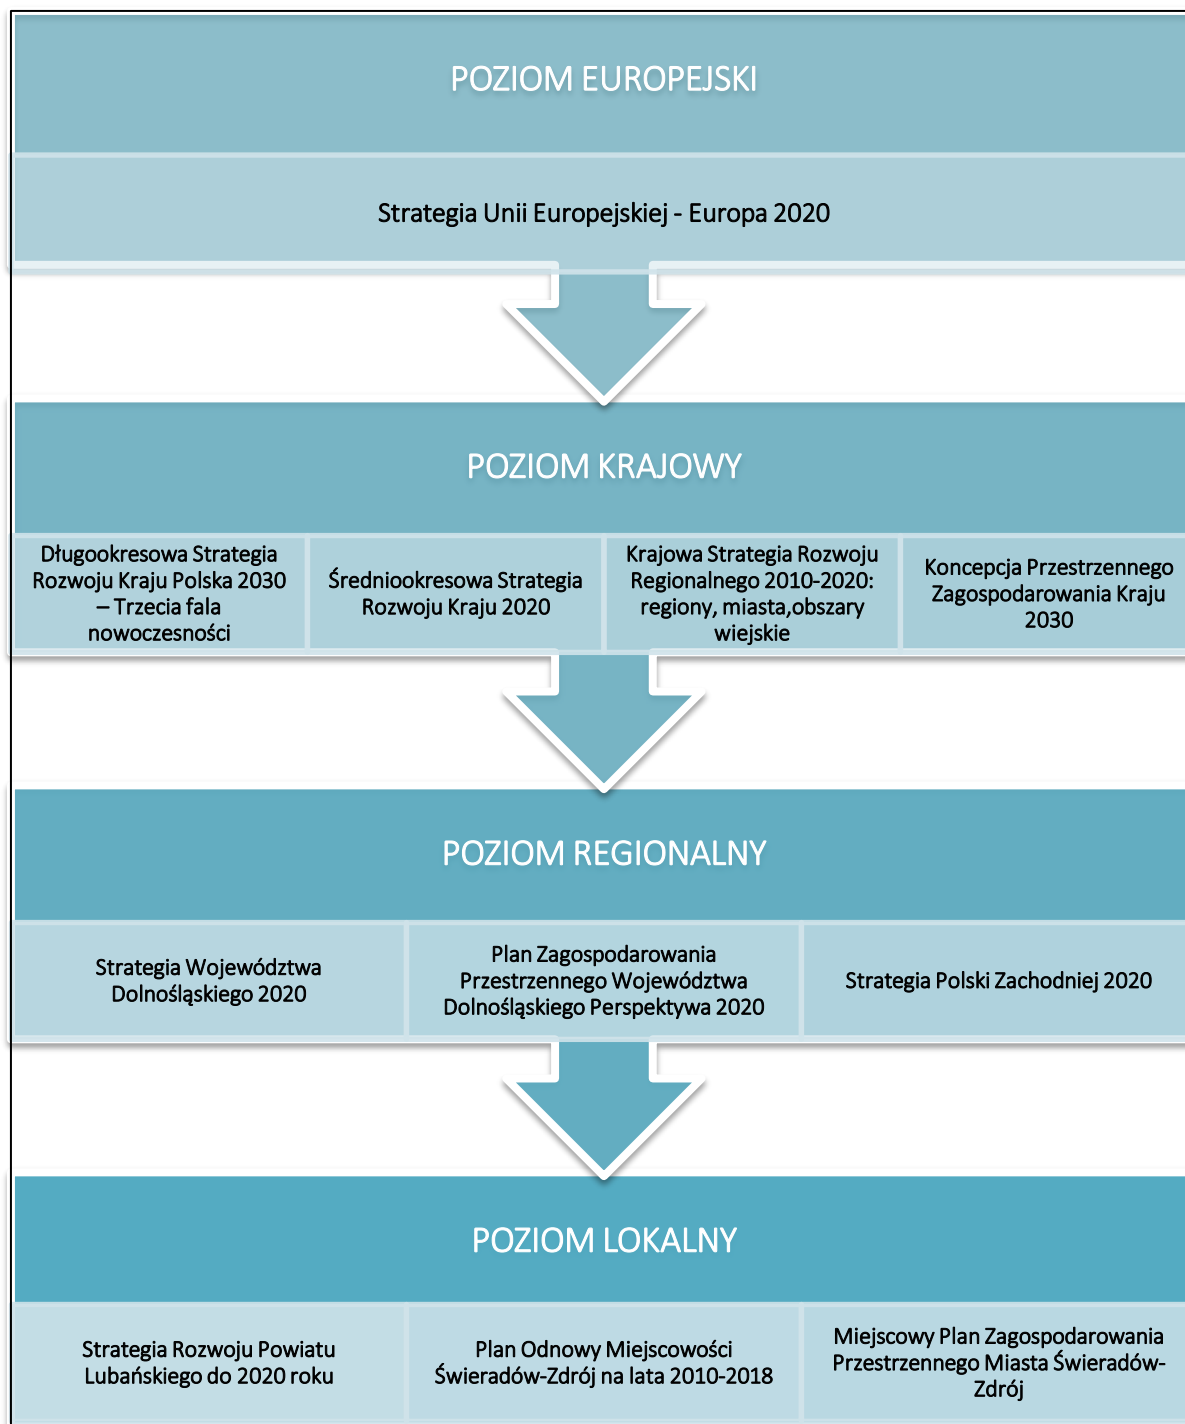 POZIOM EUROPEJSKI
Strategia Unii Europejskiej - Europa 2020
POZIOM KRAJOWY
Długookresowa Strategia
Rozwoju Kraju Polska 2030
– Trzecia fala
nowoczesności
Średniookresowa Strategia
Rozwoju Kraju 2020
Krajowa Strategia Rozwoju
Regionalnego 2010-2020:
regiony, miasta,obszary
wiejskie
Koncepcja Przestrzennego
Zagospodarowania Kraju
2030
POZIOM REGIONALNY
Strategia Województwa
Dolnośląskiego 2020
Plan Zagospodarowania
Przestrzennego Województwa
Dolnośląskiego Perspektywa 2020
Strategia Polski Zachodniej 2020
POZIOM LOKALNY
Strategia Rozwoju Powiatu
Lubańskiego do 2020 roku
Plan Odnowy Miejscowości
Świeradów-Zdrój na lata 2010-2018
Miejscowy Plan Zagospodarowania
Przestrzennego Miasta Świeradów-
Zdrój